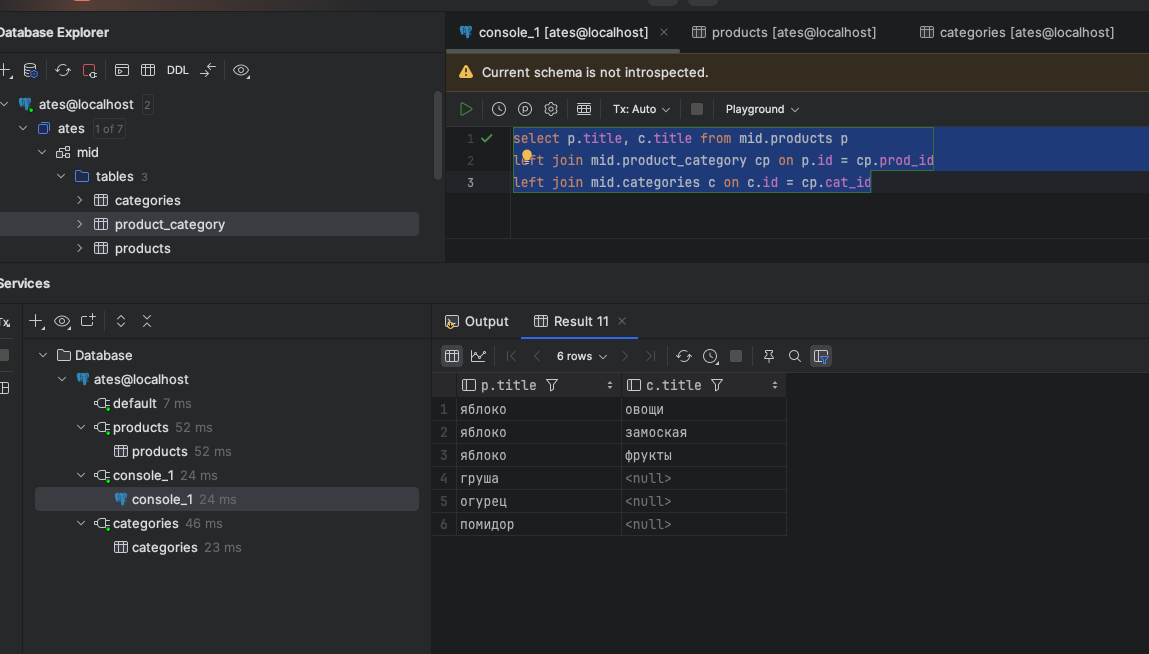 Database Explorer
console_1 [ates@localhost]
products [ates@localhost]
categories [ates@localhost]
DDL
Current schema is not introspected.
Tx: Auto
Playground
ates@localhost 2
ates 1 of 7
mid
tables 3
categories
product_category
products
1 select p.title, c.title from mid.products p
2 left join mid.product_category cp on p.id = cp.prod_id
3 left join mid.categories c on c.id = cp.cat_id
Services
Tx
Database
ates@localhost
default 7 ms
products 52 ms
products 52 ms
console_1 24 ms
console_1 24 ms
categories 46 ms
categories 23 ms
Output
Result 11
6 rows
p.title c.title
1 яблоко овощи
2 яблоко замоская
3 яблоко фрукты
4 груша <null>
5 огурец <null>
6 помидор <null>